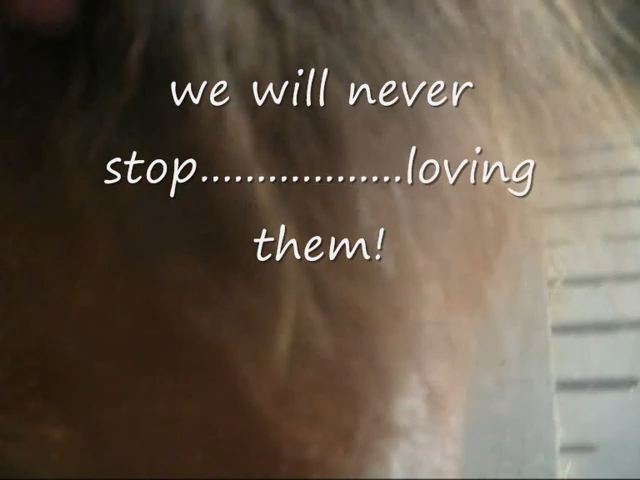 we will never
stop..................loving
them!